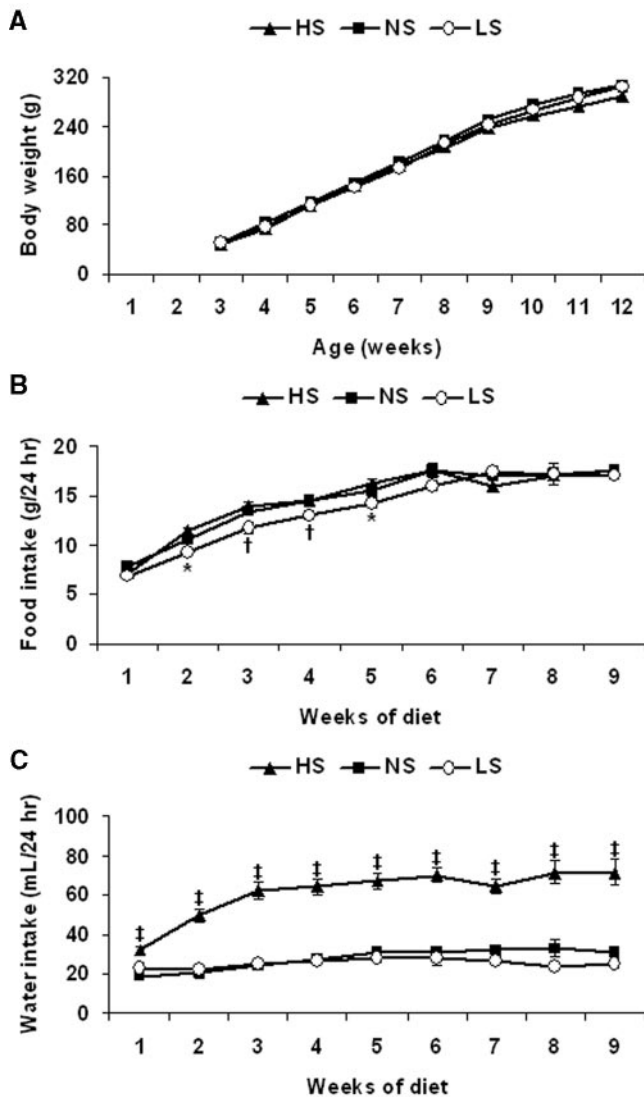 A
HS NS LS
320
240
160
80
0
Body weight (g)
1 2 3 4 5 6 7 8 9 10 11 12
Age (weeks)
B
HS NS LS
20
15
10
5
0
Food intake (g/24 hr)
* † † *
1 2 3 4 5 6 7 8 9
Weeks of diet
C
HS NS LS
100
80
60
40
20
0
Water intake (mL/24 hr)
‡ ‡ ‡ ‡ ‡ ‡ ‡ ‡ ‡
1 2 3 4 5 6 7 8 9
Weeks of diet